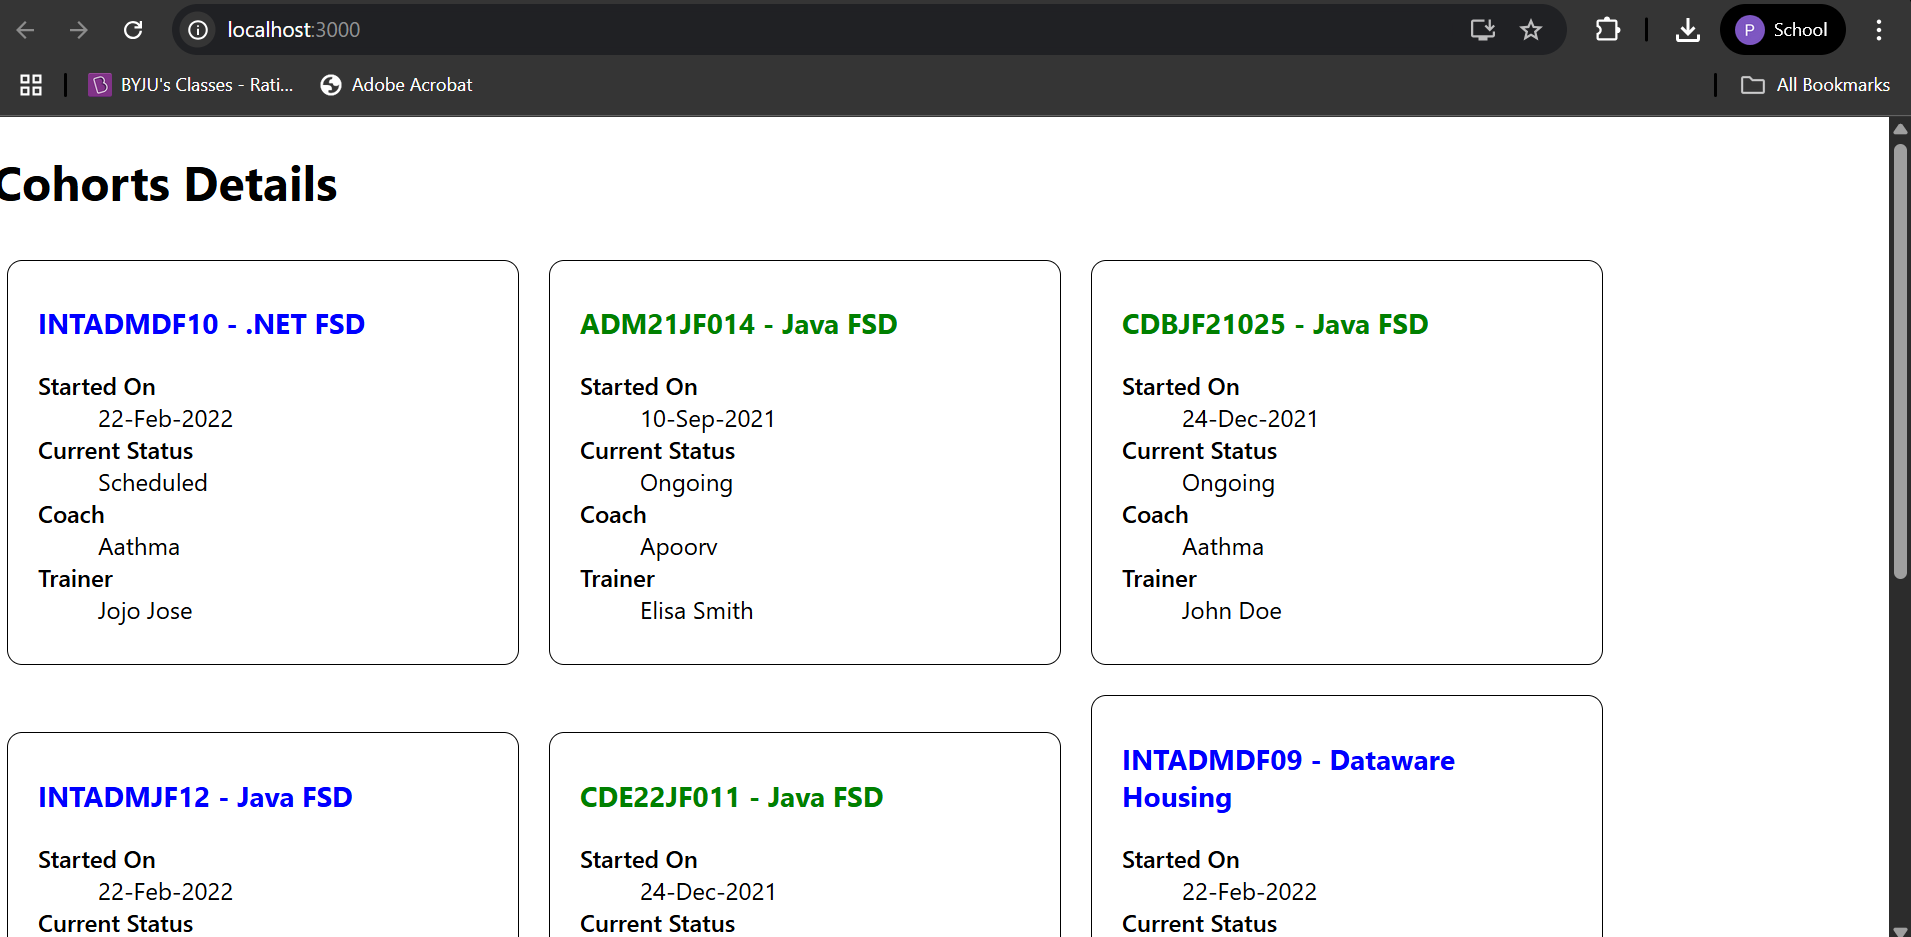 localhost:3000
School
BYJU's Classes - Rati...
Adobe Acrobat
All Bookmarks
Cohorts Details
INTADMDF10 - .NET FSD
Started On
22-Feb-2022
Current Status
Scheduled
Coach
Aathma
Trainer
Jojo Jose
ADM21JF014 - Java FSD
Started On
10-Sep-2021
Current Status
Ongoing
Coach
Apoorv
Trainer
Elisa Smith
CDBJF21025 - Java FSD
Started On
24-Dec-2021
Current Status
Ongoing
Coach
Aathma
Trainer
John Doe
INTADMJF12 - Java FSD
Started On
22-Feb-2022
Current Status
CDE22JF011 - Java FSD
Started On
24-Dec-2021
Current Status
INTADMDF09 - Dataware
Housing
Started On
22-Feb-2022
Current Status